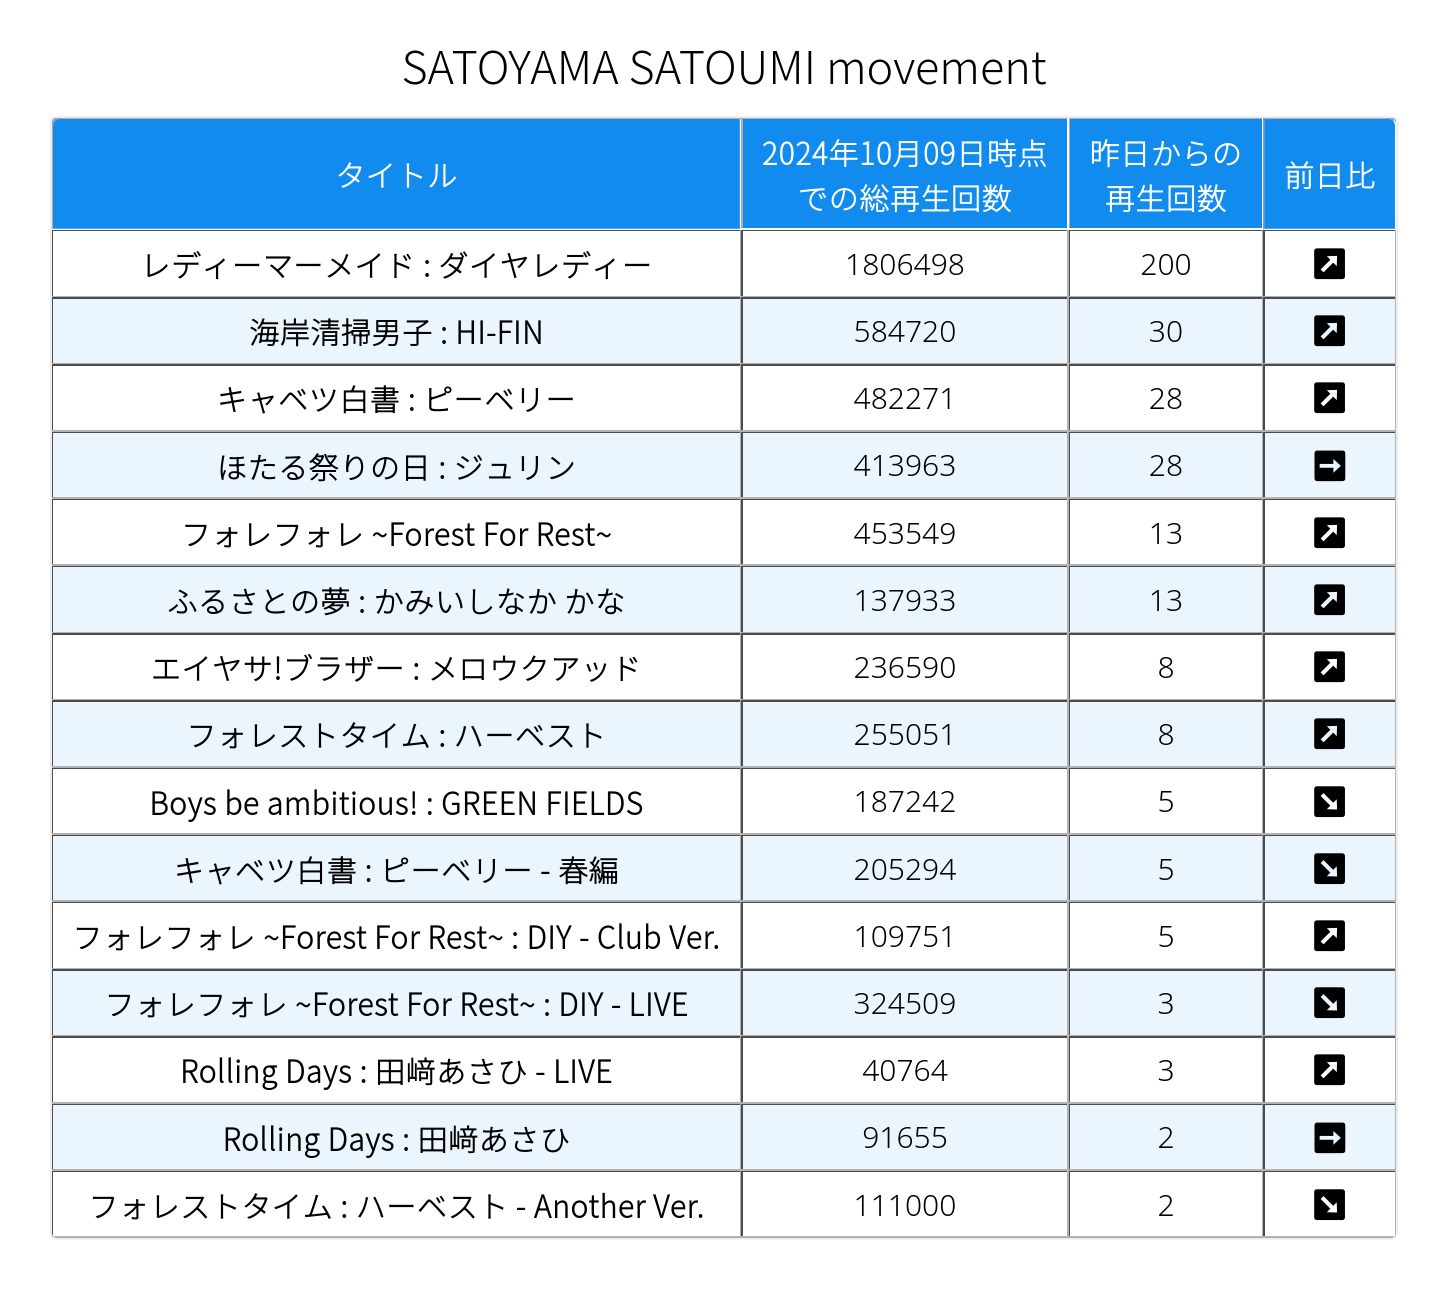 SATOYAMA SATOUMI movement
タイトル 2024年10月09日時点での総再生回数 昨日からの再生回数 前日比
レディーマーメイド : ダイヤレディー 1806498 200 ↗
海岸清掃男子 : HI-FIN 584720 30 ↗
キャベツ白書 : ピーベリー 482271 28 ↗
ほたる祭りの日 : ジュリン 413963 28 →
フォレフォレ ~Forest For Rest~ 453549 13 ↗
ふるさとの夢 : かみいしなか かな 137933 13 ↗
エイヤサ!ブラザー : メロウクアッド 236590 8 ↗
フォレストタイム : ハーベスト 255051 8 ↗
Boys be ambitious! : GREEN FIELDS 187242 5 ↘
キャベツ白書 : ピーベリー - 春編 205294 5 ↘
フォレフォレ ~Forest For Rest~ : DIY - Club Ver. 109751 5 ↗
フォレフォレ ~Forest For Rest~ : DIY - LIVE 324509 3 ↘
Rolling Days : 田﨑あさひ - LIVE 40764 3 ↗
Rolling Days : 田﨑あさひ 91655 2 →
フォレストタイム : ハーベスト - Another Ver. 111000 2 ↘